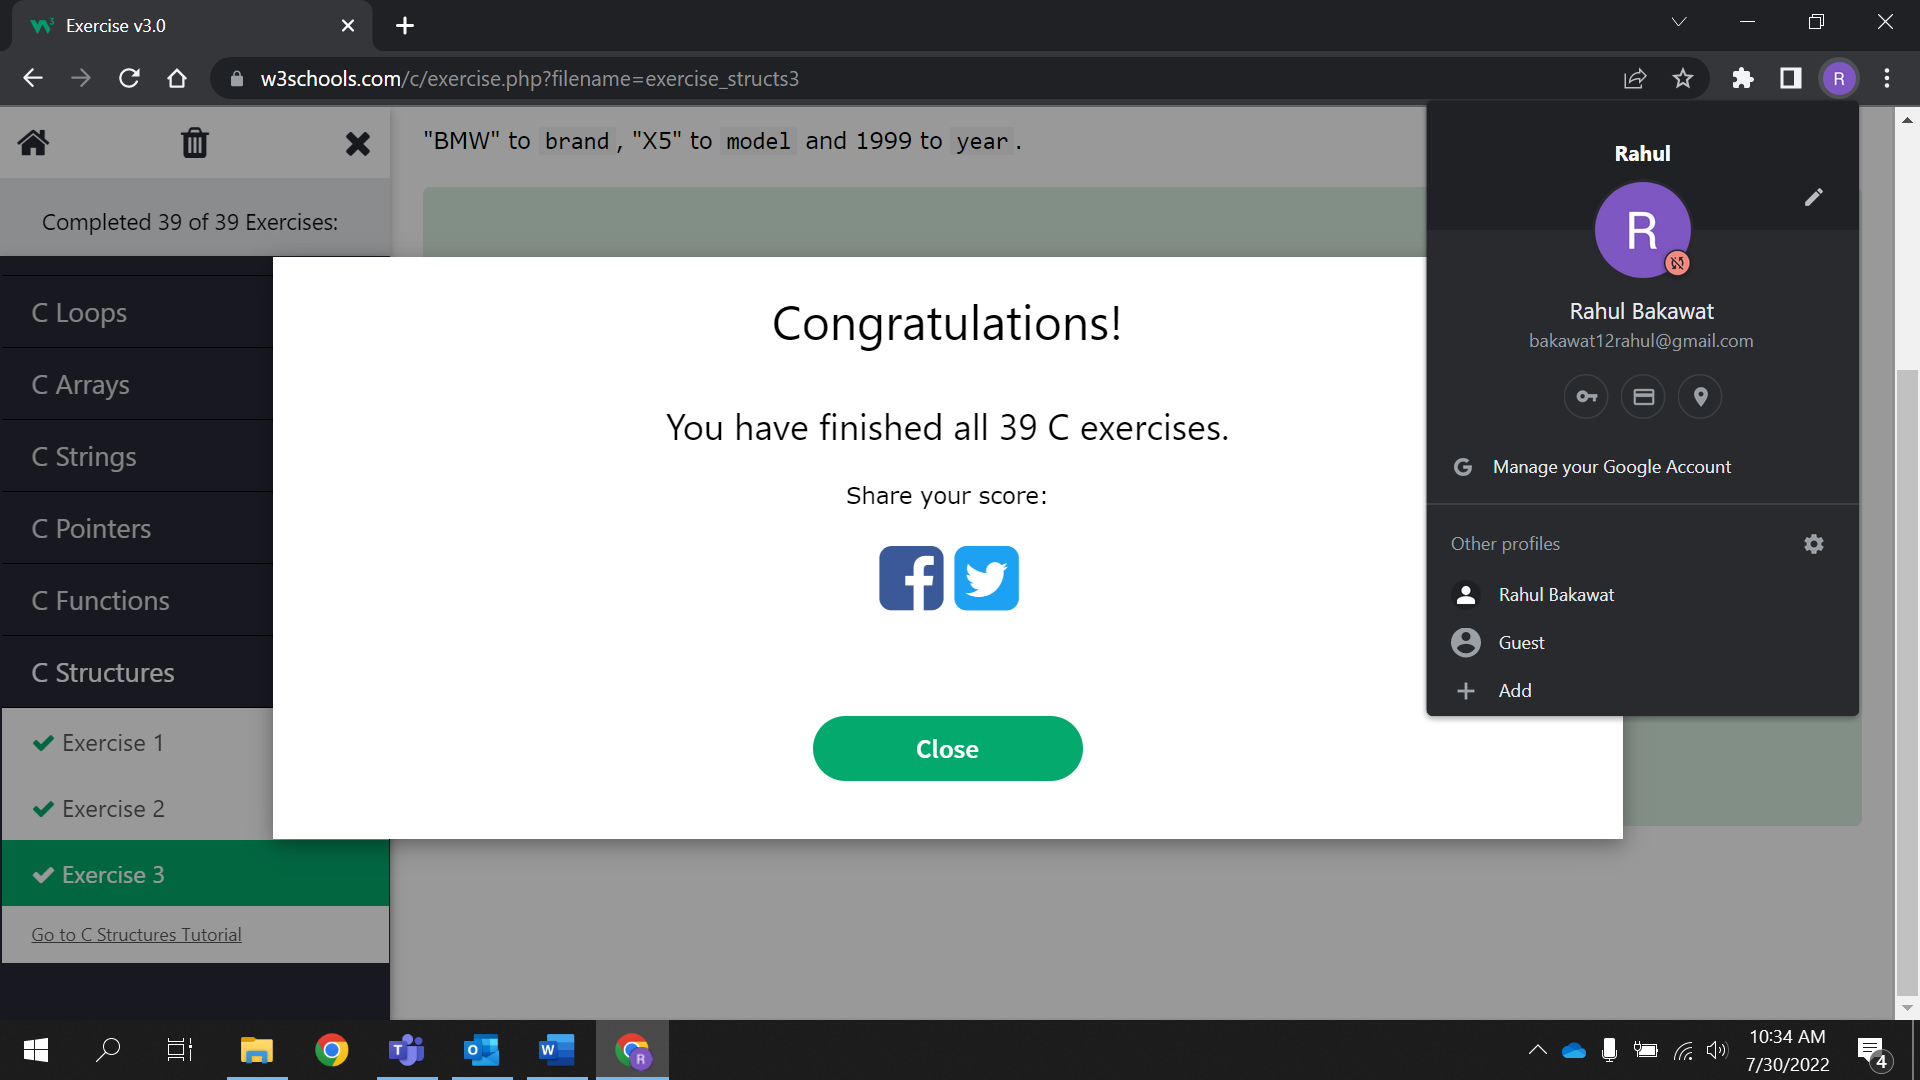 Exercise v3.0
w3schools.com/c/exercise.php?filename=exercise_structs3
R
"BMW" to brand, "X5" to model and 1999 to year.
Completed 39 of 39 Exercises:
C Loops
C Arrays
C Strings
C Pointers
C Functions
C Structures
Exercise 1
Exercise 2
Exercise 3
Go to C Structures Tutorial
Congratulations!
You have finished all 39 C exercises.
Share your score:
Close
Rahul
R
Rahul Bakawat
bakawat12rahul@gmail.com
Manage your Google Account
Other profiles
Rahul Bakawat
Guest
Add
10:34 AM
7/30/2022
4